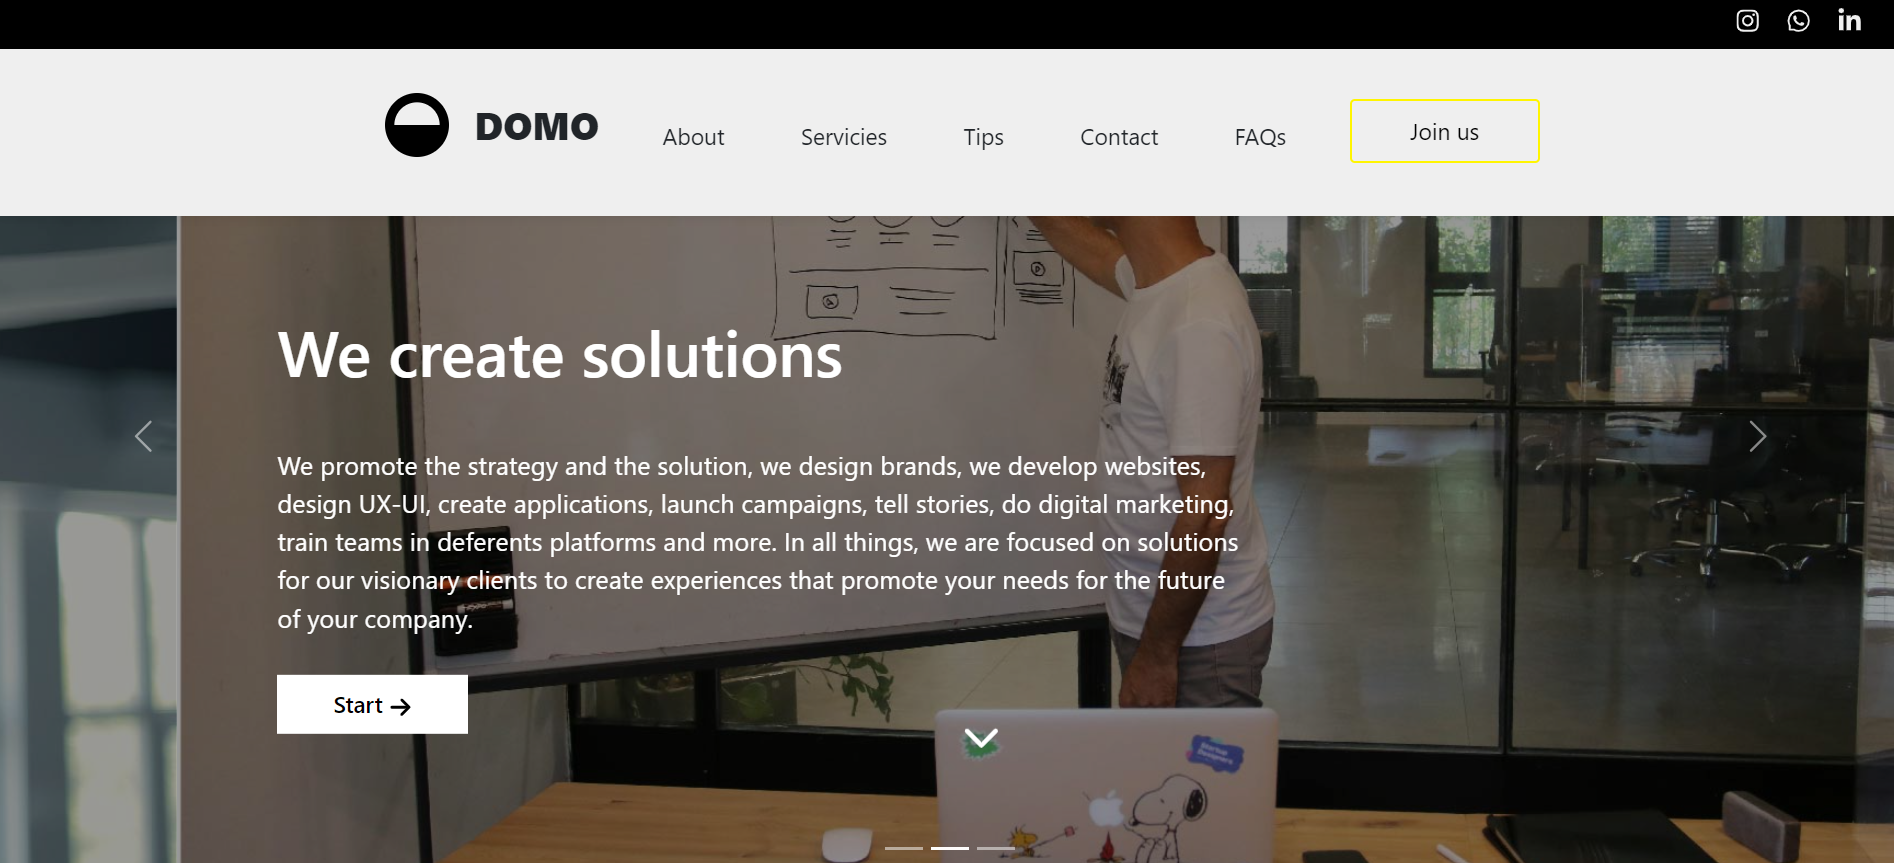 DOMO
About
Servicies
Tips
Contact
FAQs
Join us
We create solutions
We promote the strategy and the solution, we design brands, we develop websites,
design UX-UI, create applications, launch campaigns, tell stories, do digital marketing,
train teams in deferents platforms and more. In all things, we are focused on solutions
for our visionary clients to create experiences that promote your needs for the future
of your company.
Start
Startup
Designers